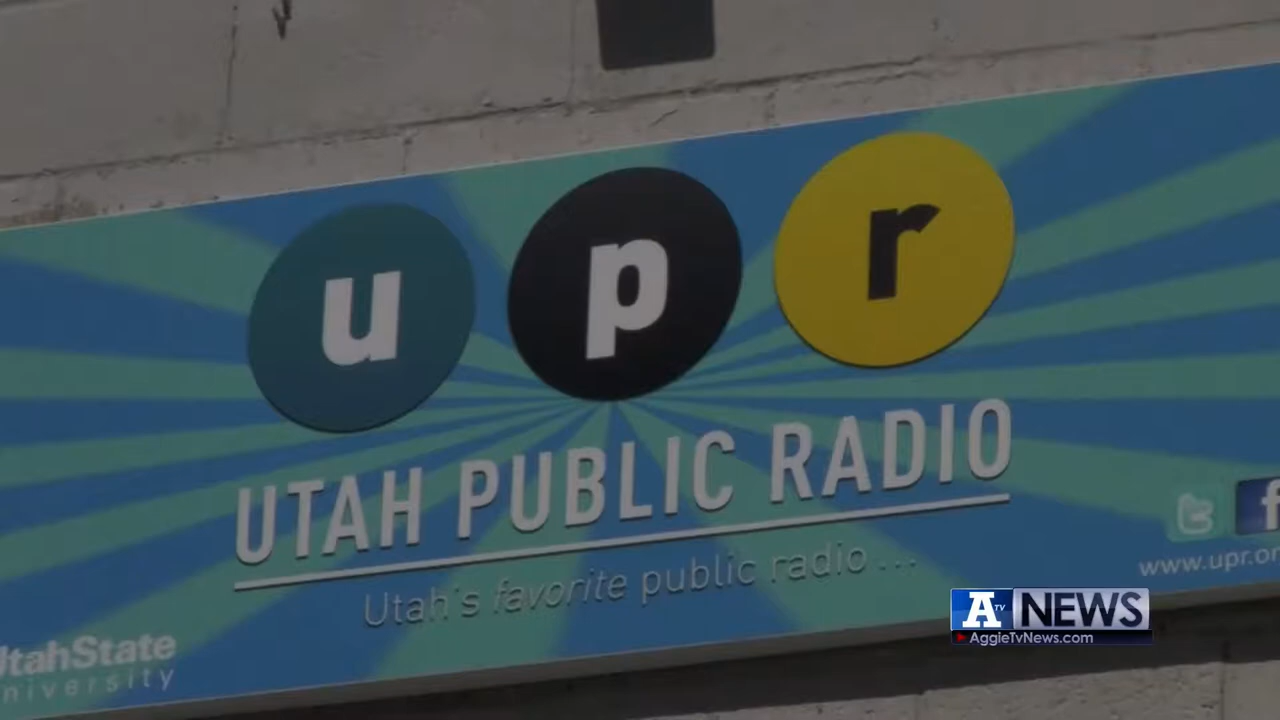 u p r
UTAH PUBLIC RADIO
Utah's favorite public radio ...
www.upr.or
UtahState
University
A TV NEWS
AggieTvNews.com